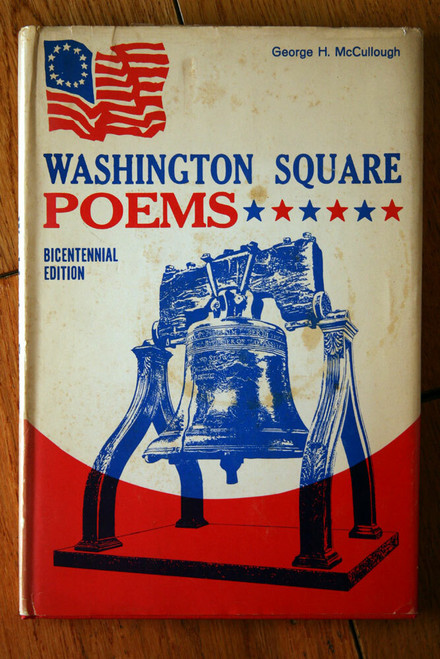 George H. McCullough
WASHINGTON SQUARE
POEMS
BICENTENNIAL
EDITION